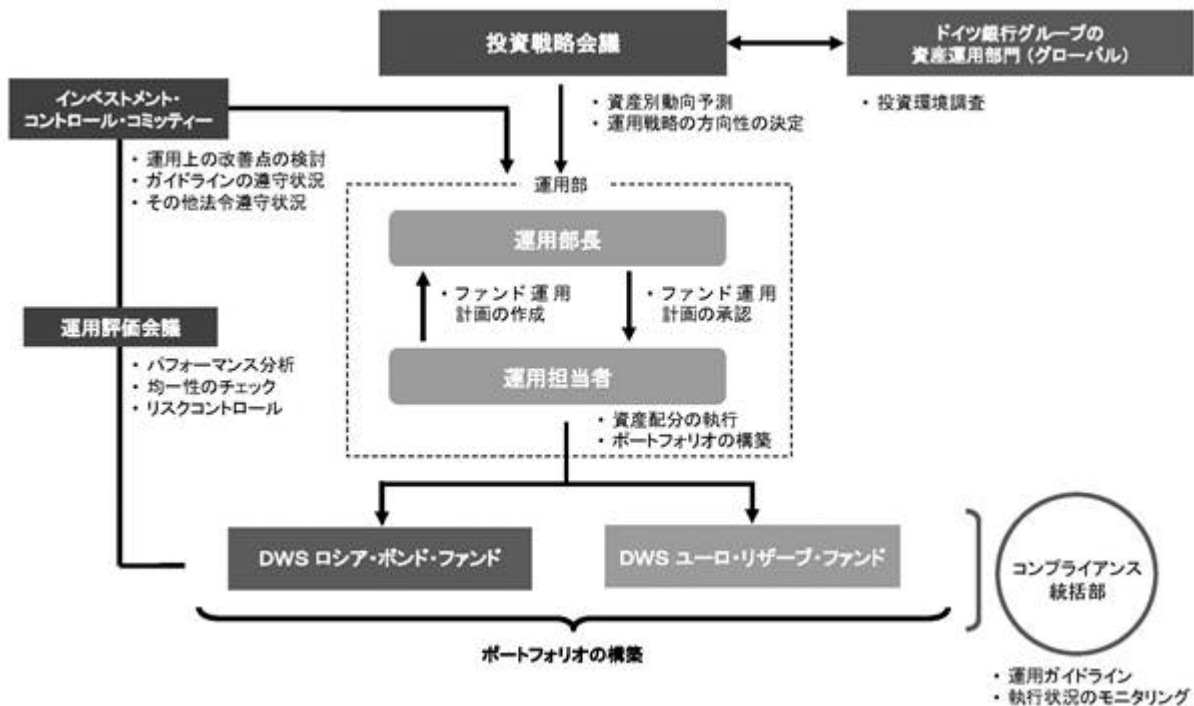 投資戦略会議
ドイツ銀行グループの
資産運用部門(グローバル)
インベストメント・
コントロール・コミッティー
・資産別動向予測
・運用戦略の方向性の決定
・投資環境調査
・運用上の改善点の検討
・ガイドラインの遵守状況
・その他法令遵守状況
運用部
運用部長
・ファンド運用
計画の作成
・ファンド運用
計画の承認
運用評価会議
・パフォーマンス分析
・均一性のチェック
・リスクコントロール
運用担当者
・資産配分の執行
・ポートフォリオの構築
DWS ロシア・ボンド・ファンド
DWS ユーロ・リザーブ・ファンド
コンプライアンス
統括部
ポートフォリオの構築
・運用ガイドライン
・執行状況のモニタリング